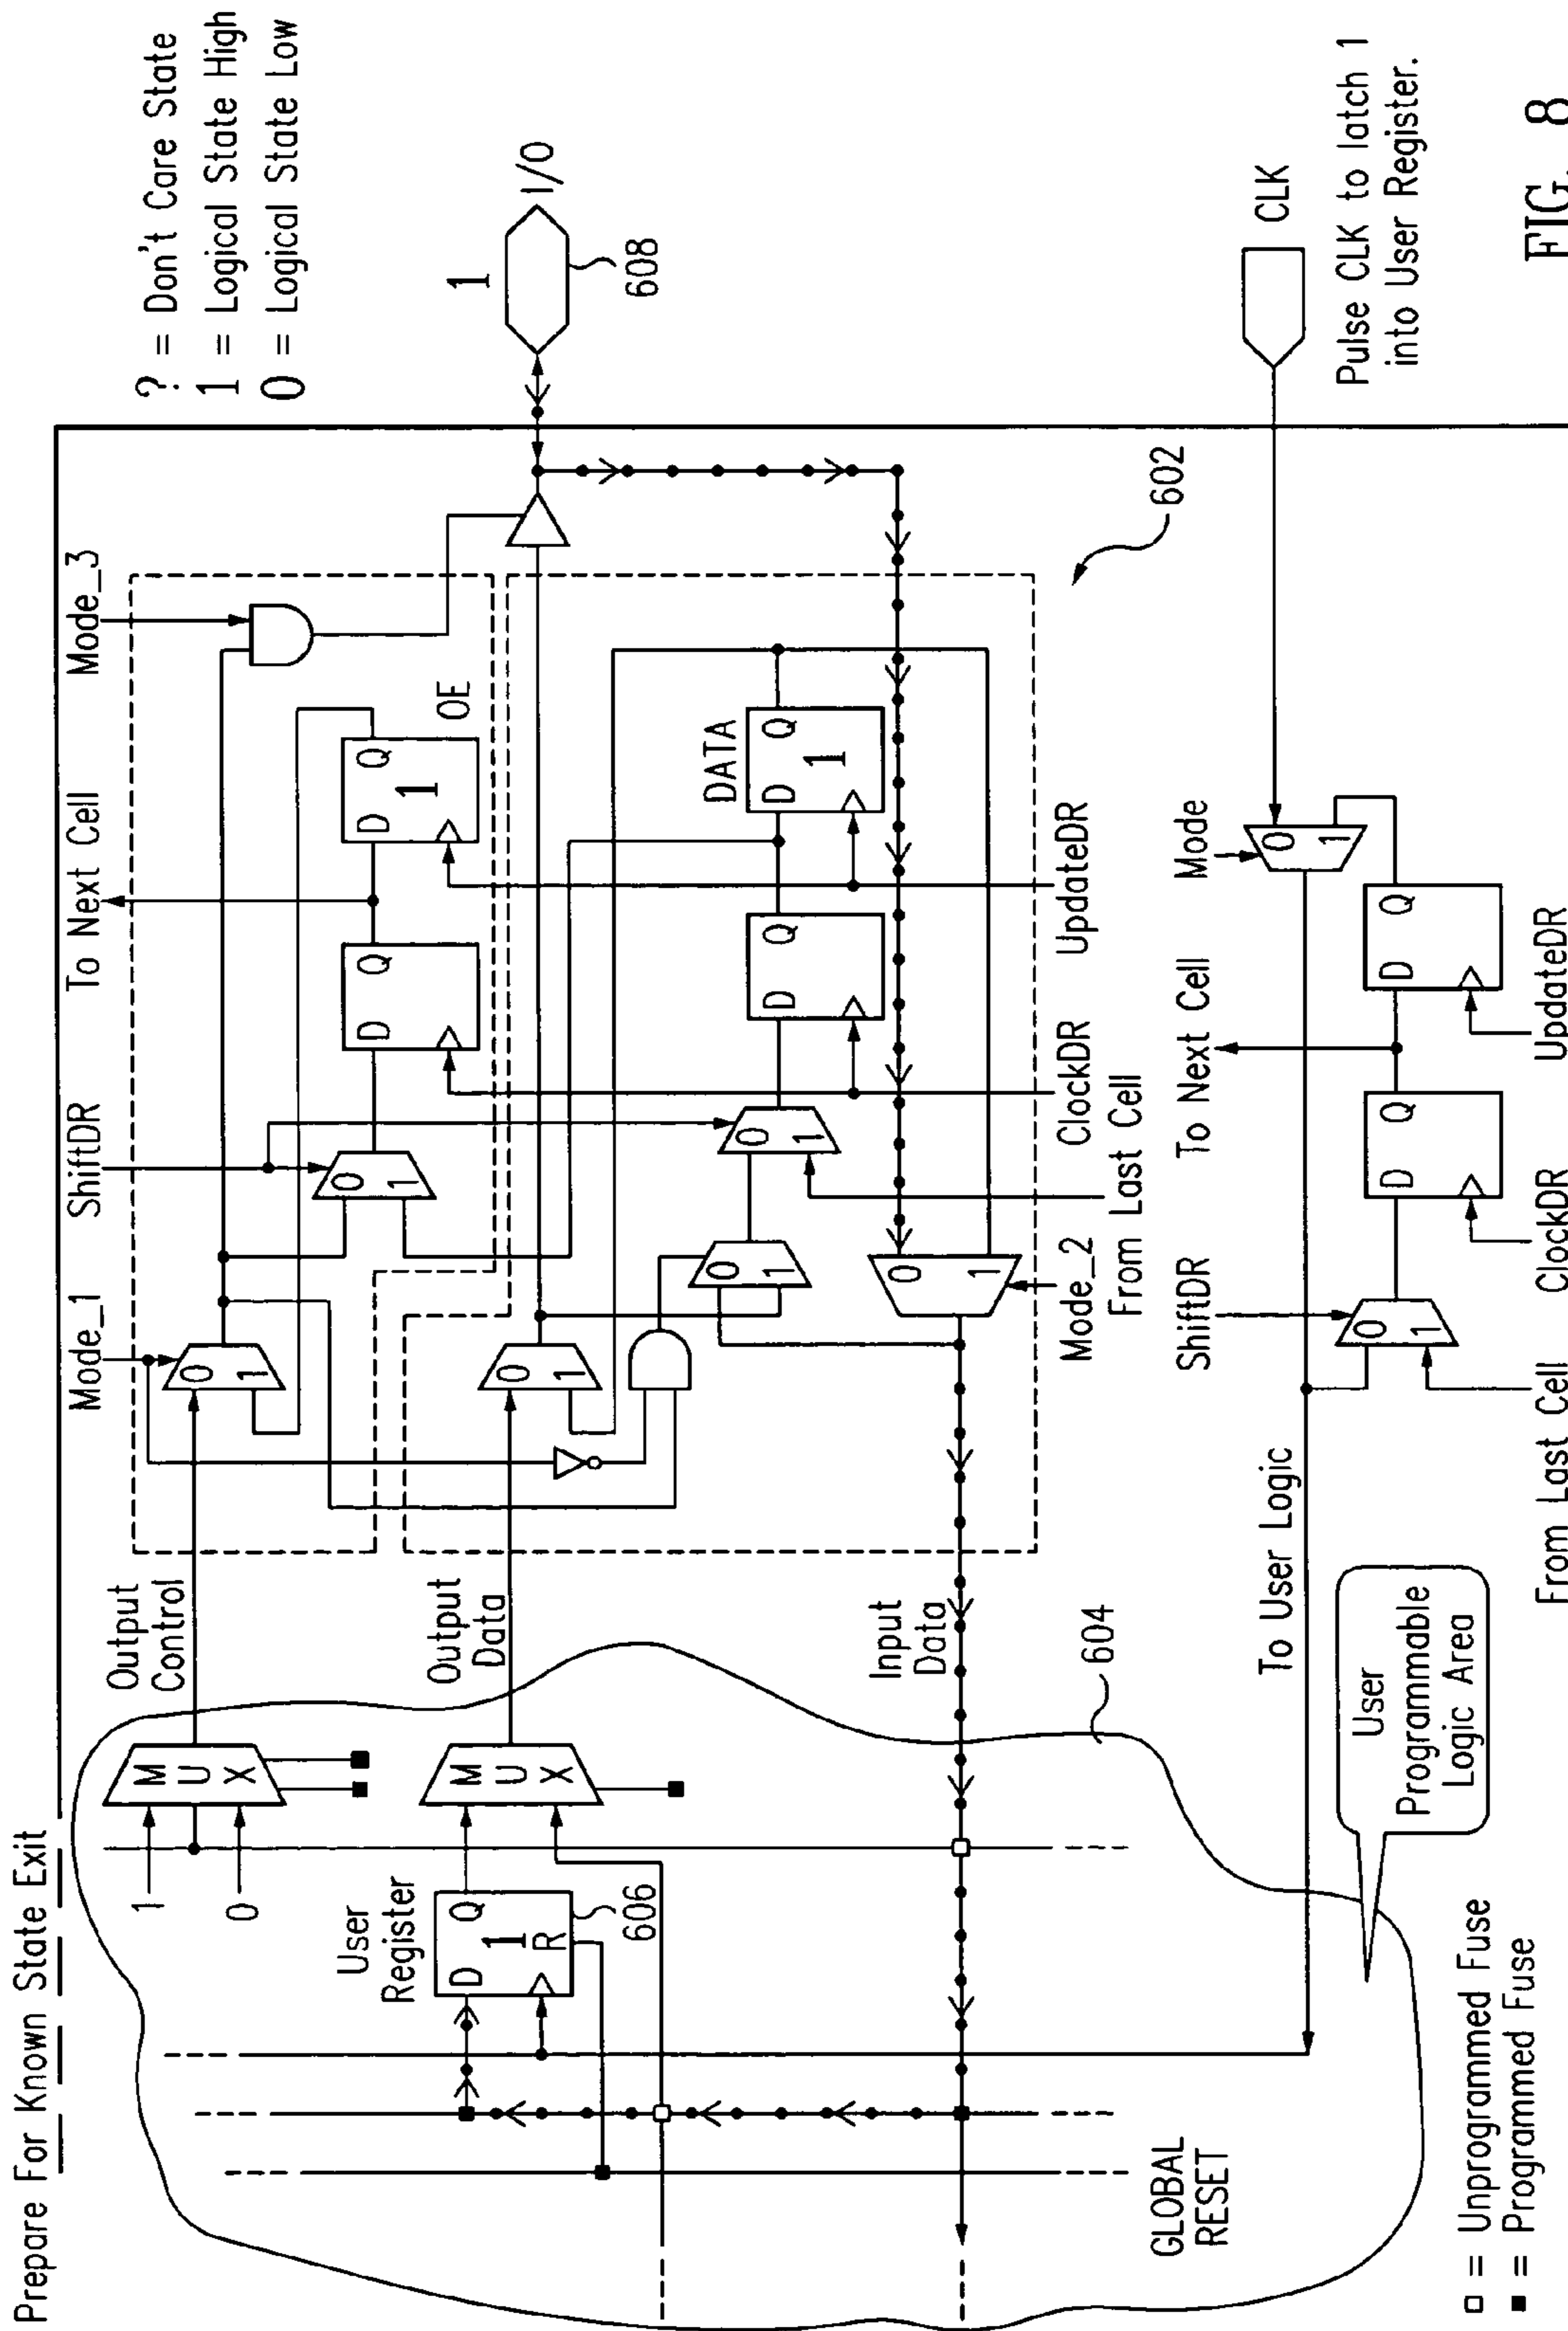 Prepare For Known State Exit
? = Don't Care State
1 = Logical State High
0 = Logical State Low
Mode_1
ShiftDR
To Next Cell
Mode_3
Output
Control
0
1
0
1
D Q
D Q
1
OE
1
I/O
608
M
U
X
1
0
User
Register
D Q
1
R
606
M
U
X
Output
Data
0
1
0
1
0
1
D Q
DATA
D Q
1
Input
Data
0
1
Mode_2
From Last Cell
ClockDR
UpdateDR
602
604
GLOBAL
RESET
To User Logic
ShiftDR
To Next Cell
Mode
0
1
CLK
0
1
D Q
D Q
From Last Cell
ClockDR
UpdateDR
Pulse CLK to latch 1
into User Register.
User
Programmable
Logic Area
□ = Unprogrammed Fuse
■ = Programmed Fuse
FIG. 8